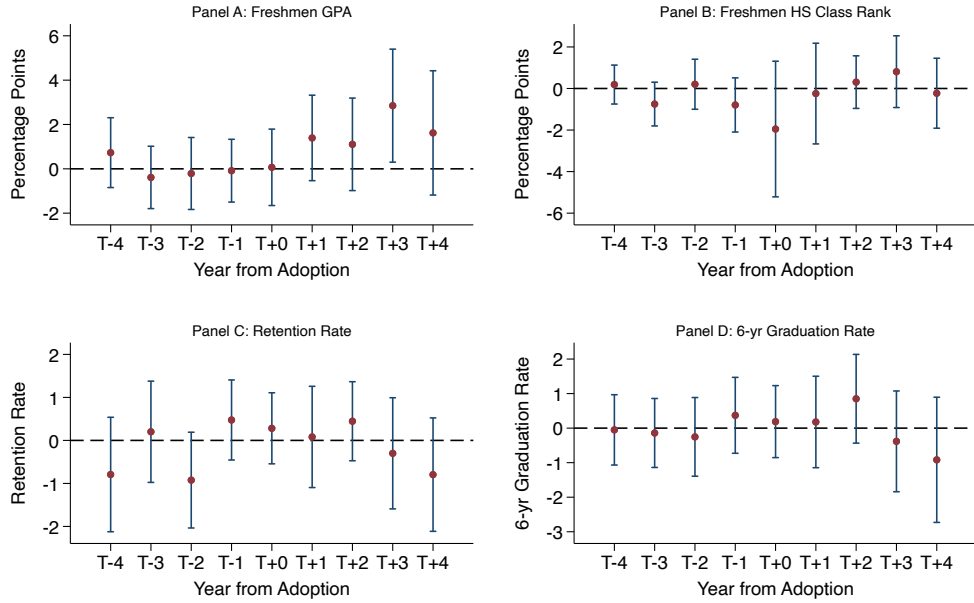 Panel A: Freshmen GPA
Percentage Points
6
4
2
0
-2
T-4 T-3 T-2 T-1 T+0 T+1 T+2 T+3 T+4
Year from Adoption
Panel B: Freshmen HS Class Rank
Percentage Points
2
0
-2
-4
-6
T-4 T-3 T-2 T-1 T+0 T+1 T+2 T+3 T+4
Year from Adoption
Panel C: Retention Rate
Retention Rate
2
1
0
-1
-2
T-4 T-3 T-2 T-1 T+0 T+1 T+2 T+3 T+4
Year from Adoption
Panel D: 6-yr Graduation Rate
6-yr Graduation Rate
2
1
0
-1
-2
-3
T-4 T-3 T-2 T-1 T+0 T+1 T+2 T+3 T+4
Year from Adoption